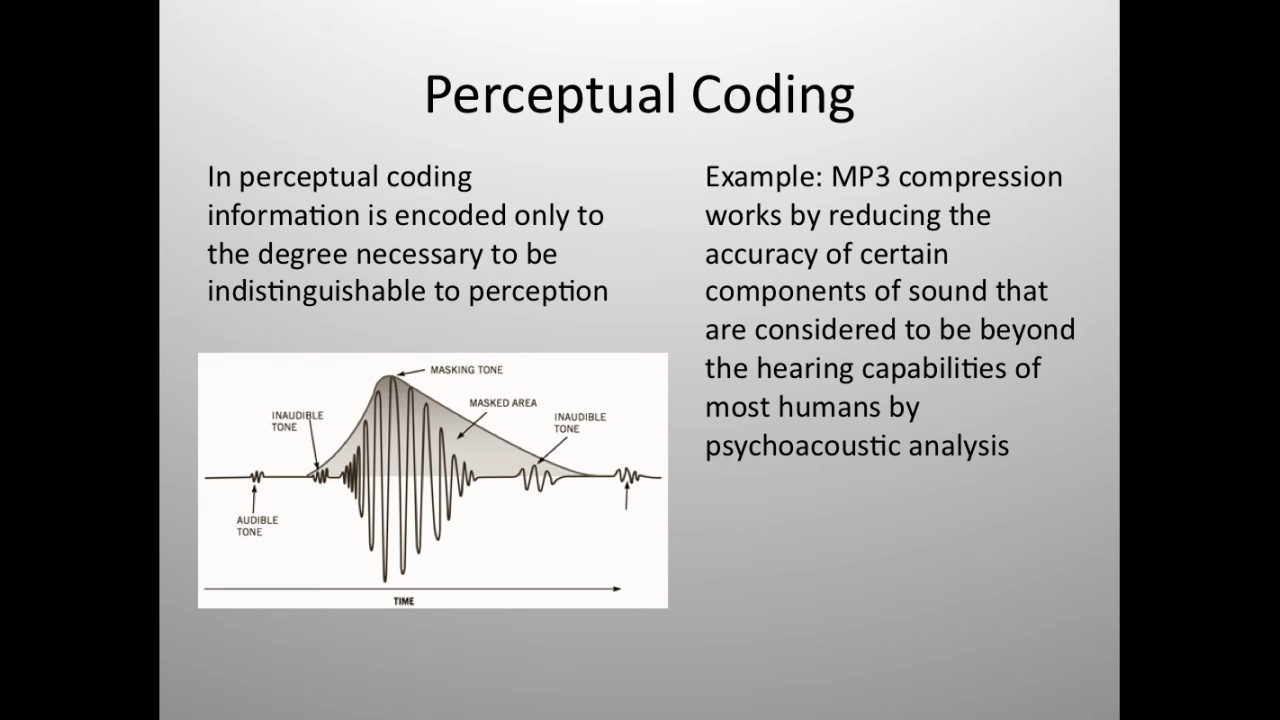 Perceptual Coding
In perceptual coding
information is encoded only to
the degree necessary to be
indistinguishable to perception
Example: MP3 compression
works by reducing the
accuracy of certain
components of sound that
are considered to be beyond
the hearing capabilities of
most humans by
psychoacoustic analysis
MASKING TONE
MASKED AREA
INAUDIBLE
TONE
INAUDIBLE
TONE
AUDIBLE
TONE
TIME